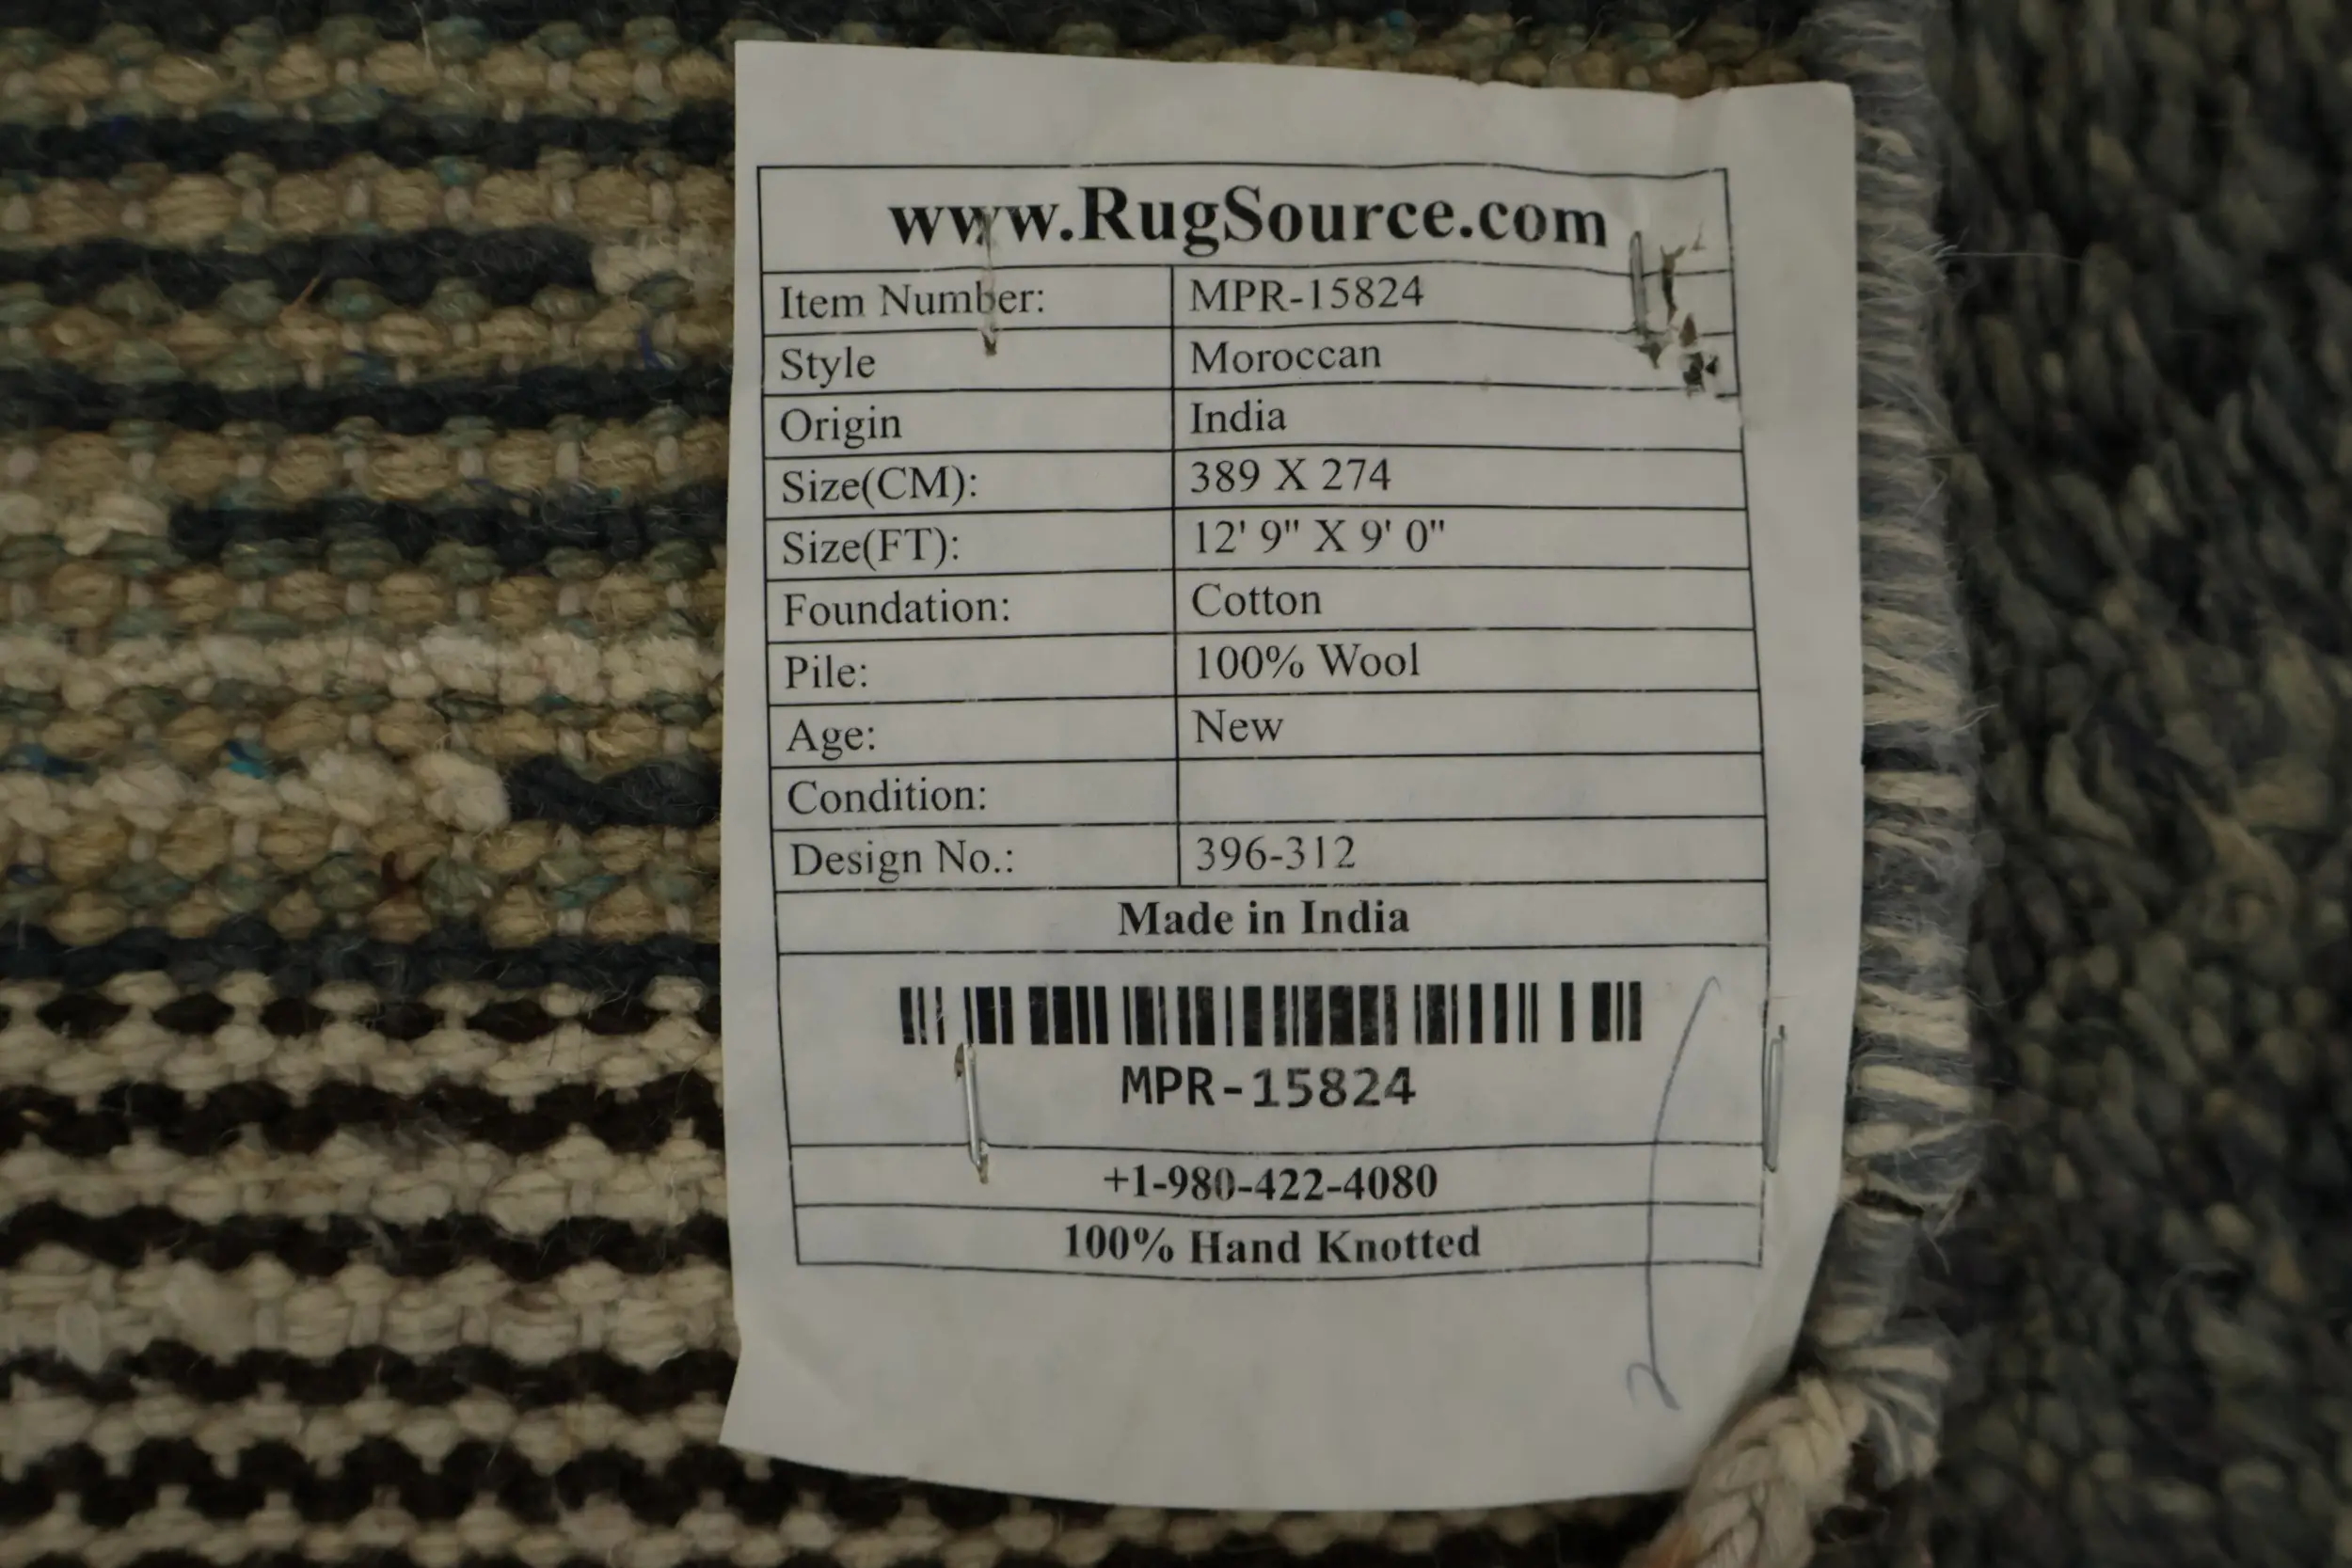 www.RugSource.com
Item Number: MPR-15824
Style Moroccan
Origin India
Size(CM): 389 X 274
Size(FT): 12' 9" X 9' 0"
Foundation: Cotton
Pile: 100% Wool
Age: New
Condition:
Design No.: 396-312
Made in India
MPR-15824
+1-980-422-4080
100% Hand Knotted